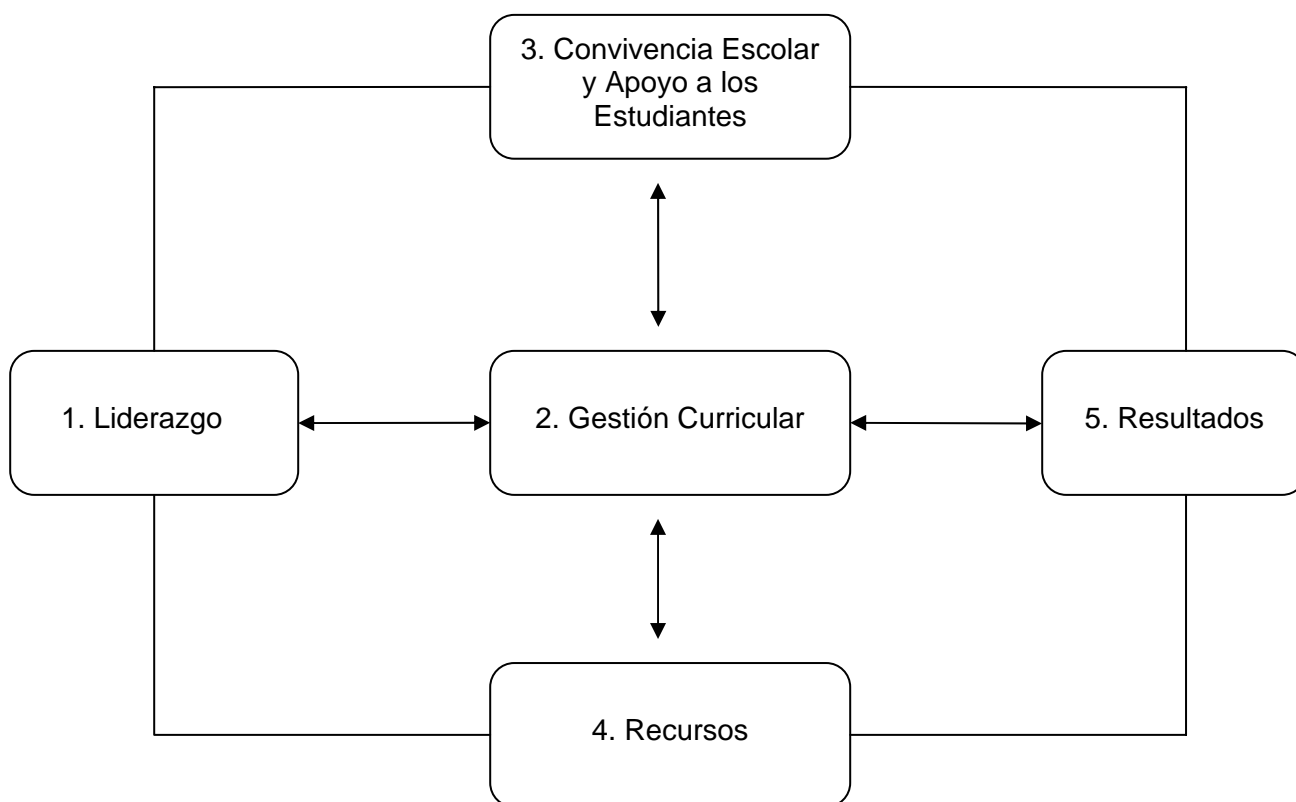 3. Convivencia Escolar
y Apoyo a los
Estudiantes
1. Liderazgo
2. Gestión Curricular
5. Resultados
4. Recursos